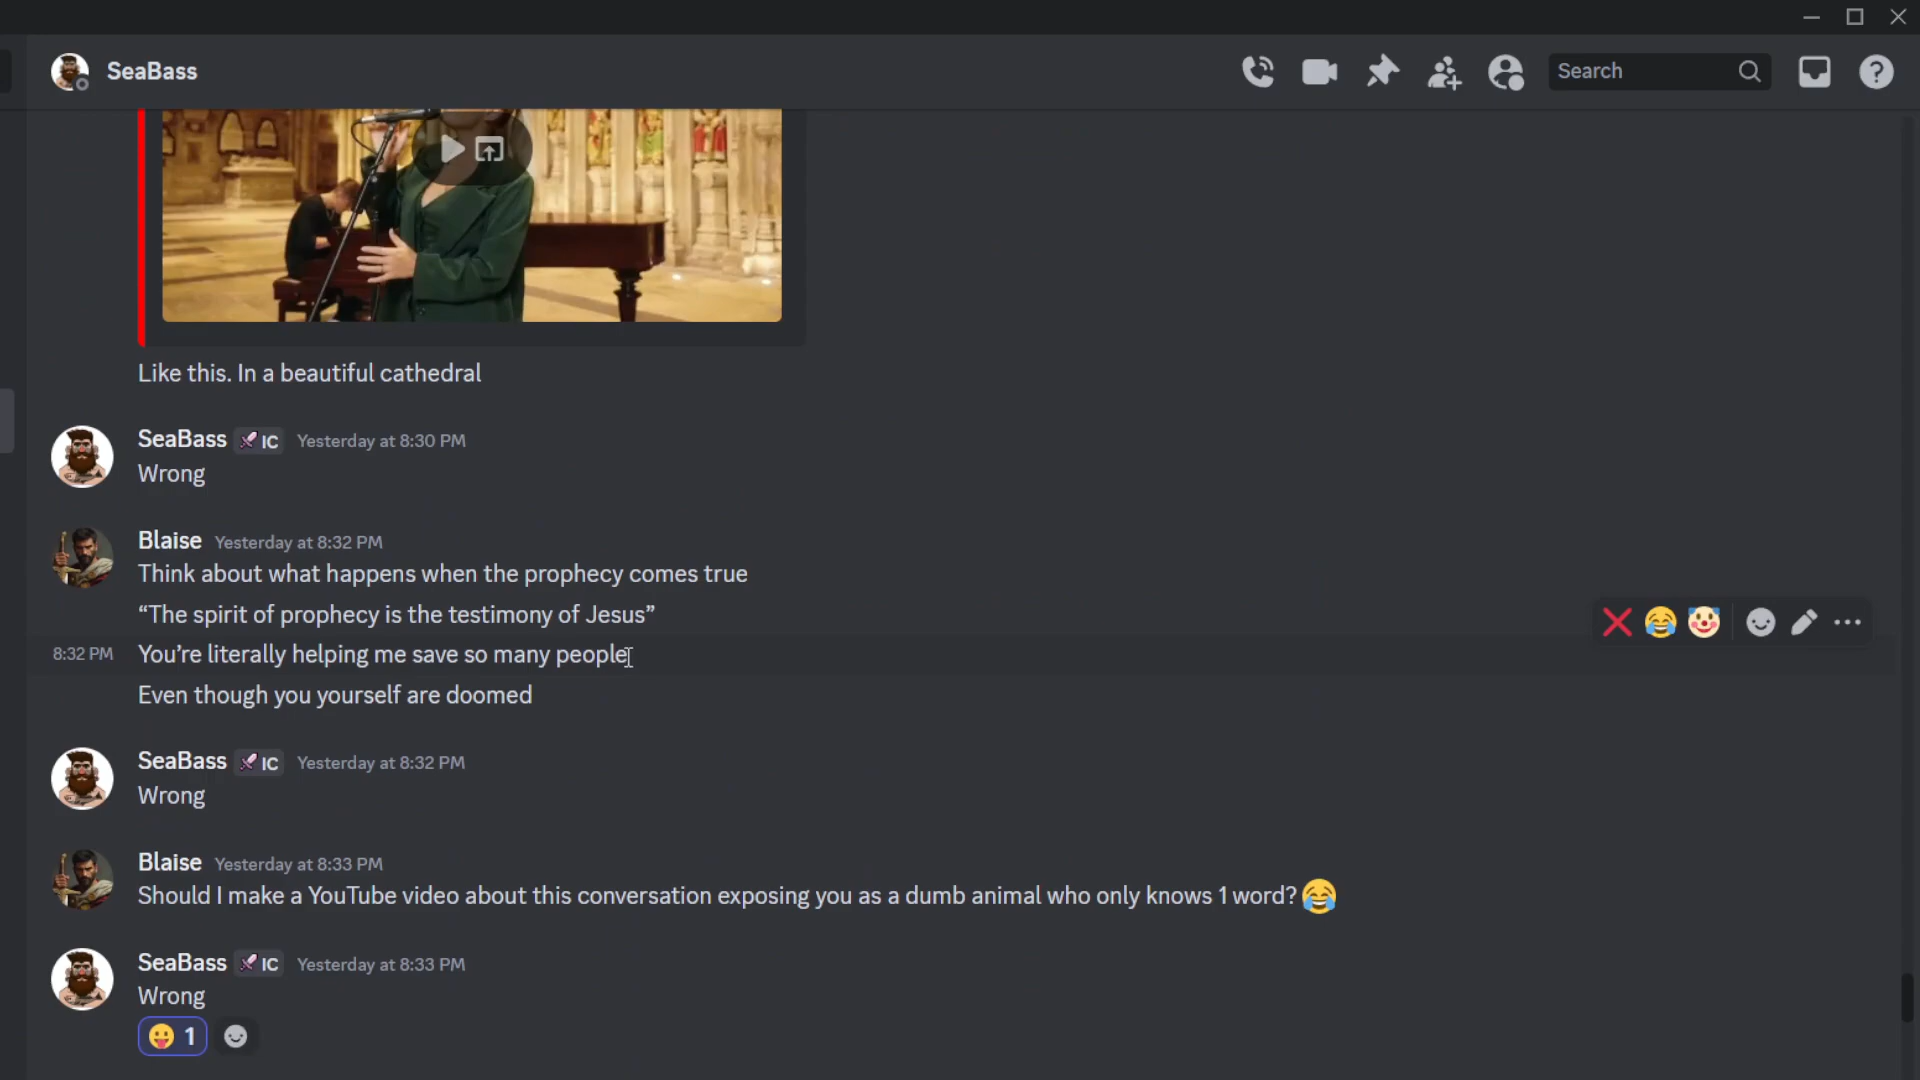 SeaBass
Search
Like this. In a beautiful cathedral
SeaBass IC Yesterday at 8:30 PM
Wrong
Blaise Yesterday at 8:32 PM
Think about what happens when the prophecy comes true
“The spirit of prophecy is the testimony of Jesus”
8:32 PM You’re literally helping me save so many people
Even though you yourself are doomed
SeaBass IC Yesterday at 8:32 PM
Wrong
Blaise Yesterday at 8:33 PM
Should I make a YouTube video about this conversation exposing you as a dumb animal who only knows 1 word? 😂
SeaBass IC Yesterday at 8:33 PM
Wrong
😛 1